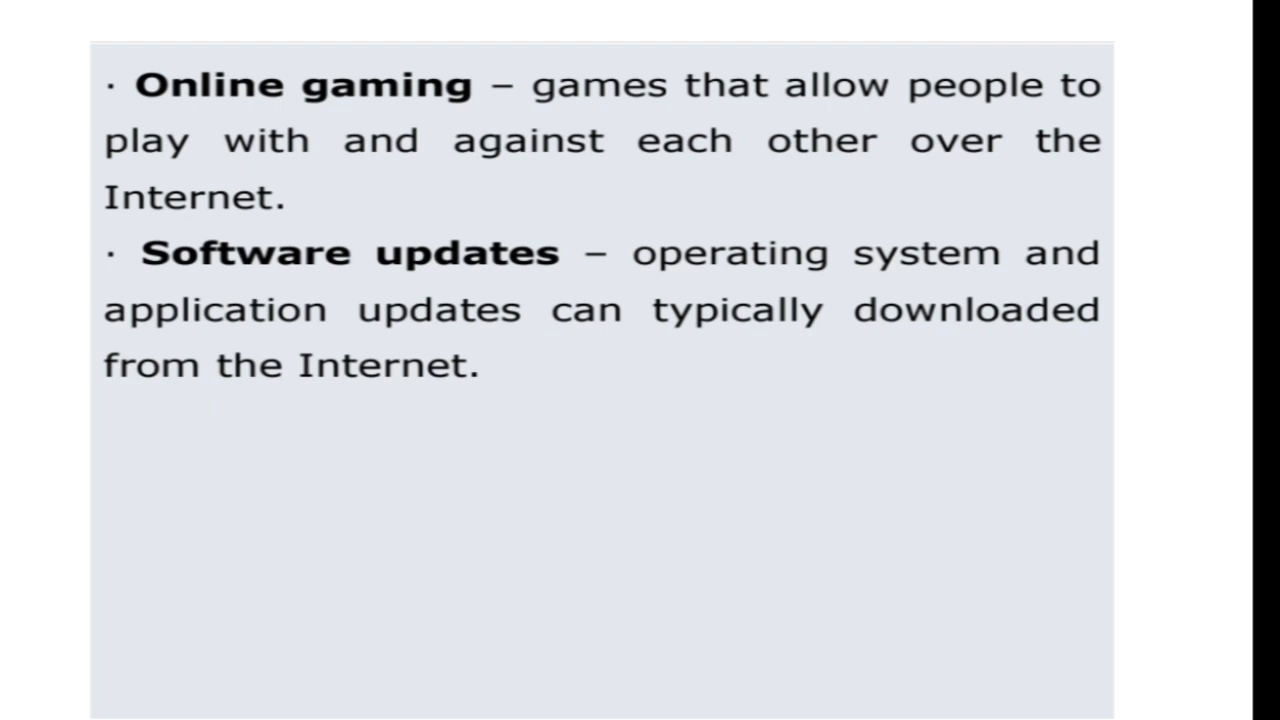 · Online gaming – games that allow people to
play with and against each other over the
Internet.
· Software updates – operating system and
application updates can typically downloaded
from the Internet.